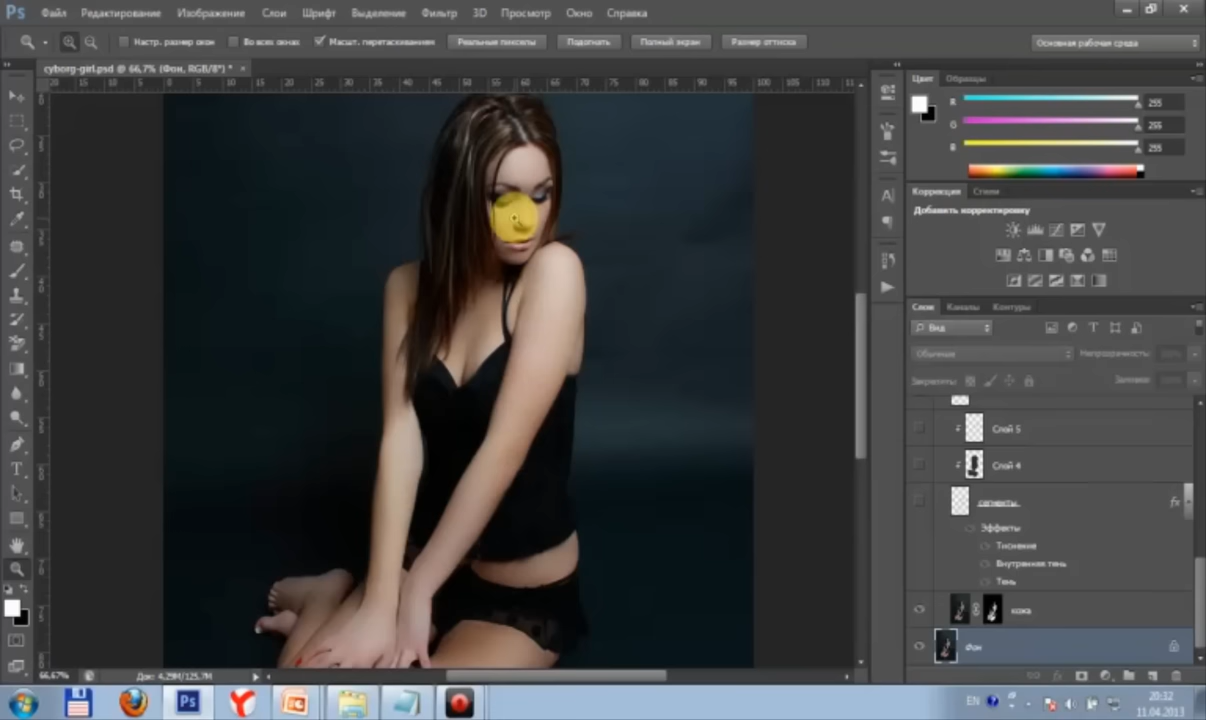 Ps Файл Редактирование Изображение Слои Шрифт Выделение Фильтр 3D Просмотр Окно Справка
Настр. размер окон Во всех окнах Масшт. перетаскиванием Реальные пикселы Подогнать Полный экран Размер оттиска Основная рабочая среда
cyborg-girl.psd @ 66,7% (Фон, RGB/8*) * ×
Цвет Образцы
R 255
G 255
B 255
Коррекция Стили
Добавить корректировку
Слои Каналы Контуры
Вид
Обычные Непрозрачность:
Закрепить: Заливка:
Слой 5
Слой 4
сегменты fx
Эффекты
Тиснение
Внутренняя тень
Тень
кожа
Фон
66,67% Док: 4,29M/125,7M
EN 20:32
11.04.2013